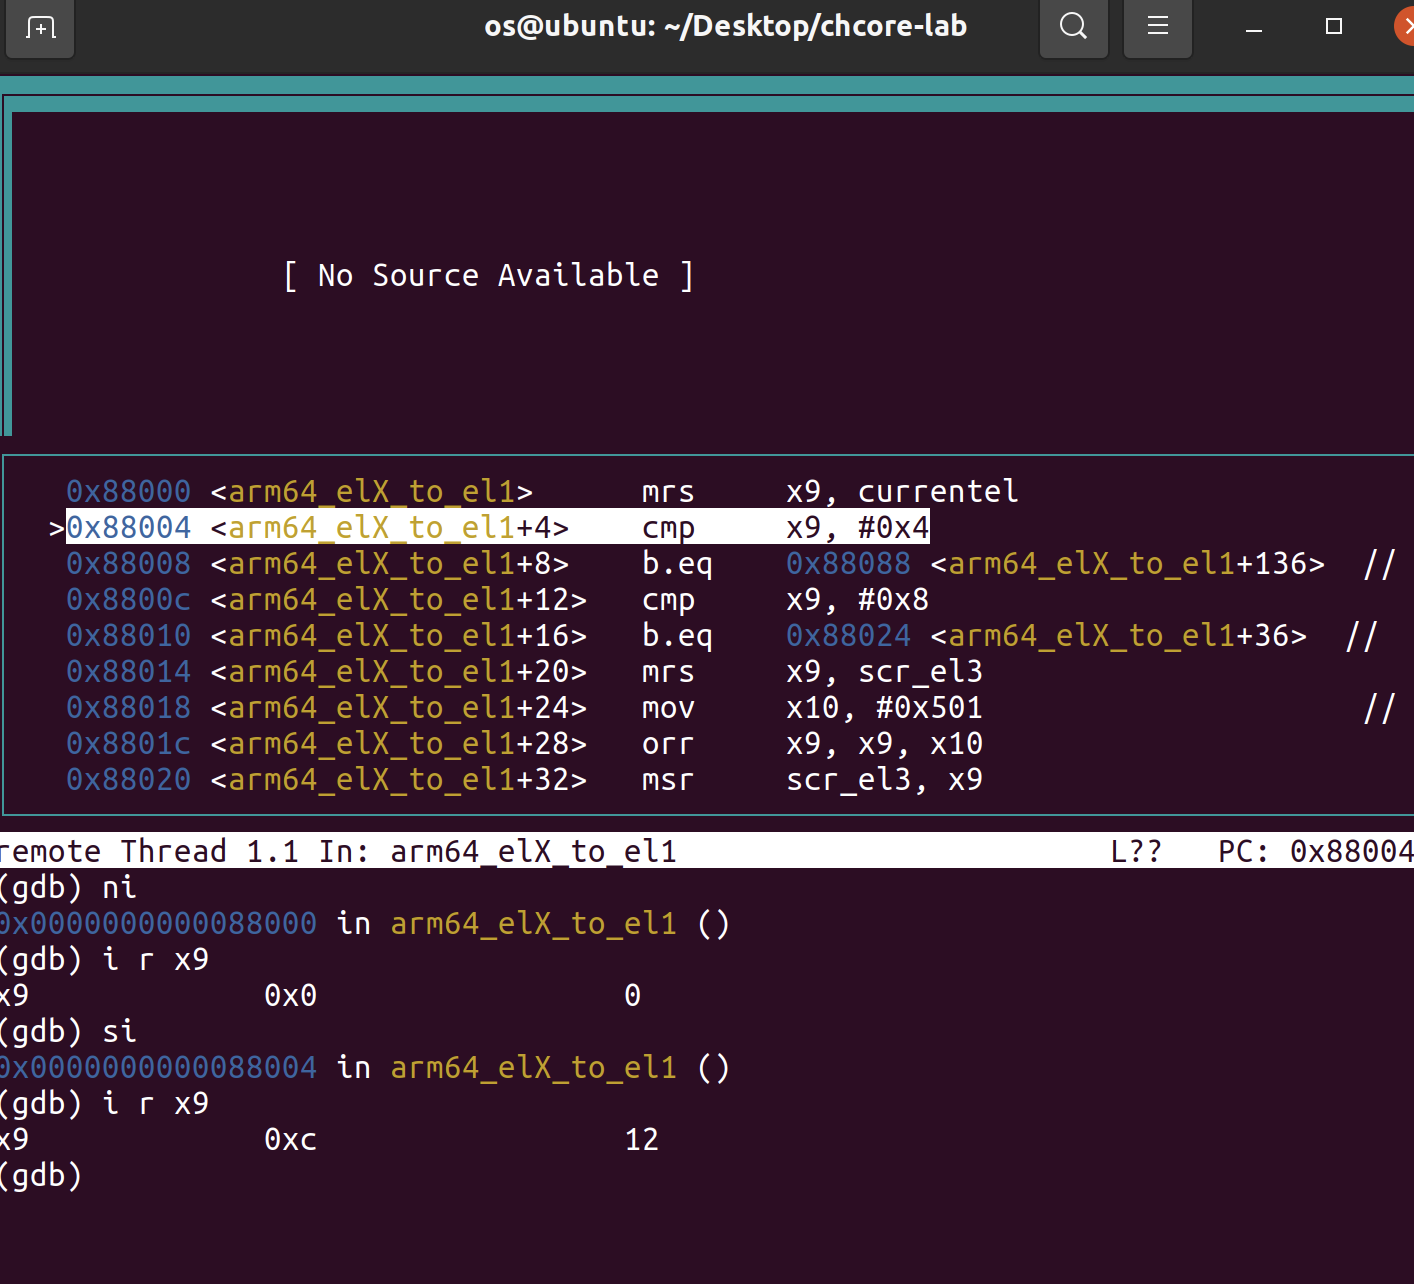 os@ubuntu: ~/Desktop/chcore-lab
[ No Source Available ]
0x88000 <arm64_elX_to_el1> mrs x9, currentel
>0x88004 <arm64_elX_to_el1+4> cmp x9, #0x4
0x88008 <arm64_elX_to_el1+8> b.eq 0x88088 <arm64_elX_to_el1+136> //
0x8800c <arm64_elX_to_el1+12> cmp x9, #0x8
0x88010 <arm64_elX_to_el1+16> b.eq 0x88024 <arm64_elX_to_el1+36> //
0x88014 <arm64_elX_to_el1+20> mrs x9, scr_el3
0x88018 <arm64_elX_to_el1+24> mov x10, #0x501 //
0x8801c <arm64_elX_to_el1+28> orr x9, x9, x10
0x88020 <arm64_elX_to_el1+32> msr scr_el3, x9
remote Thread 1.1 In: arm64_elX_to_el1 L?? PC: 0x88004
(gdb) ni
0x0000000000088000 in arm64_elX_to_el1 ()
(gdb) i r x9
x9 0x0 0
(gdb) si
0x0000000000088004 in arm64_elX_to_el1 ()
(gdb) i r x9
x9 0xc 12
(gdb)